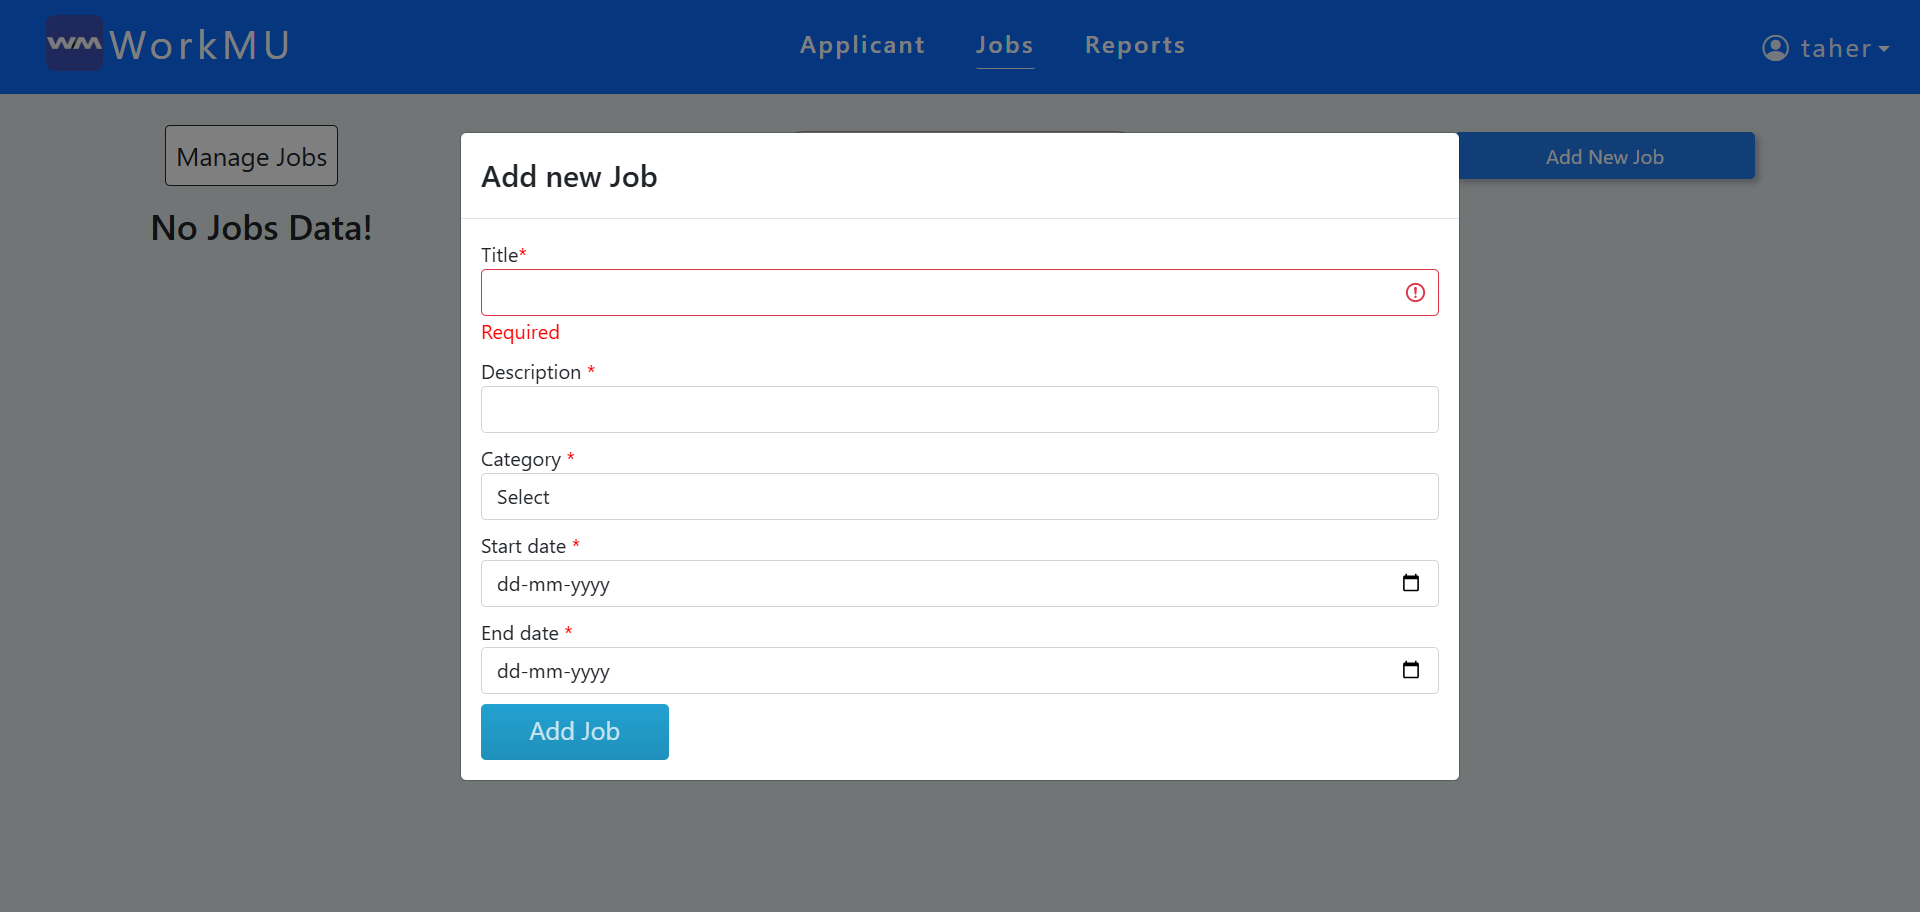 WM WorkMU
Applicant Jobs Reports
taher
Manage Jobs
Add New Job
No Jobs Data!
Add new Job
Title*
Required
Description *
Category *
Select
Start date *
dd-mm-yyyy
End date *
dd-mm-yyyy
Add Job